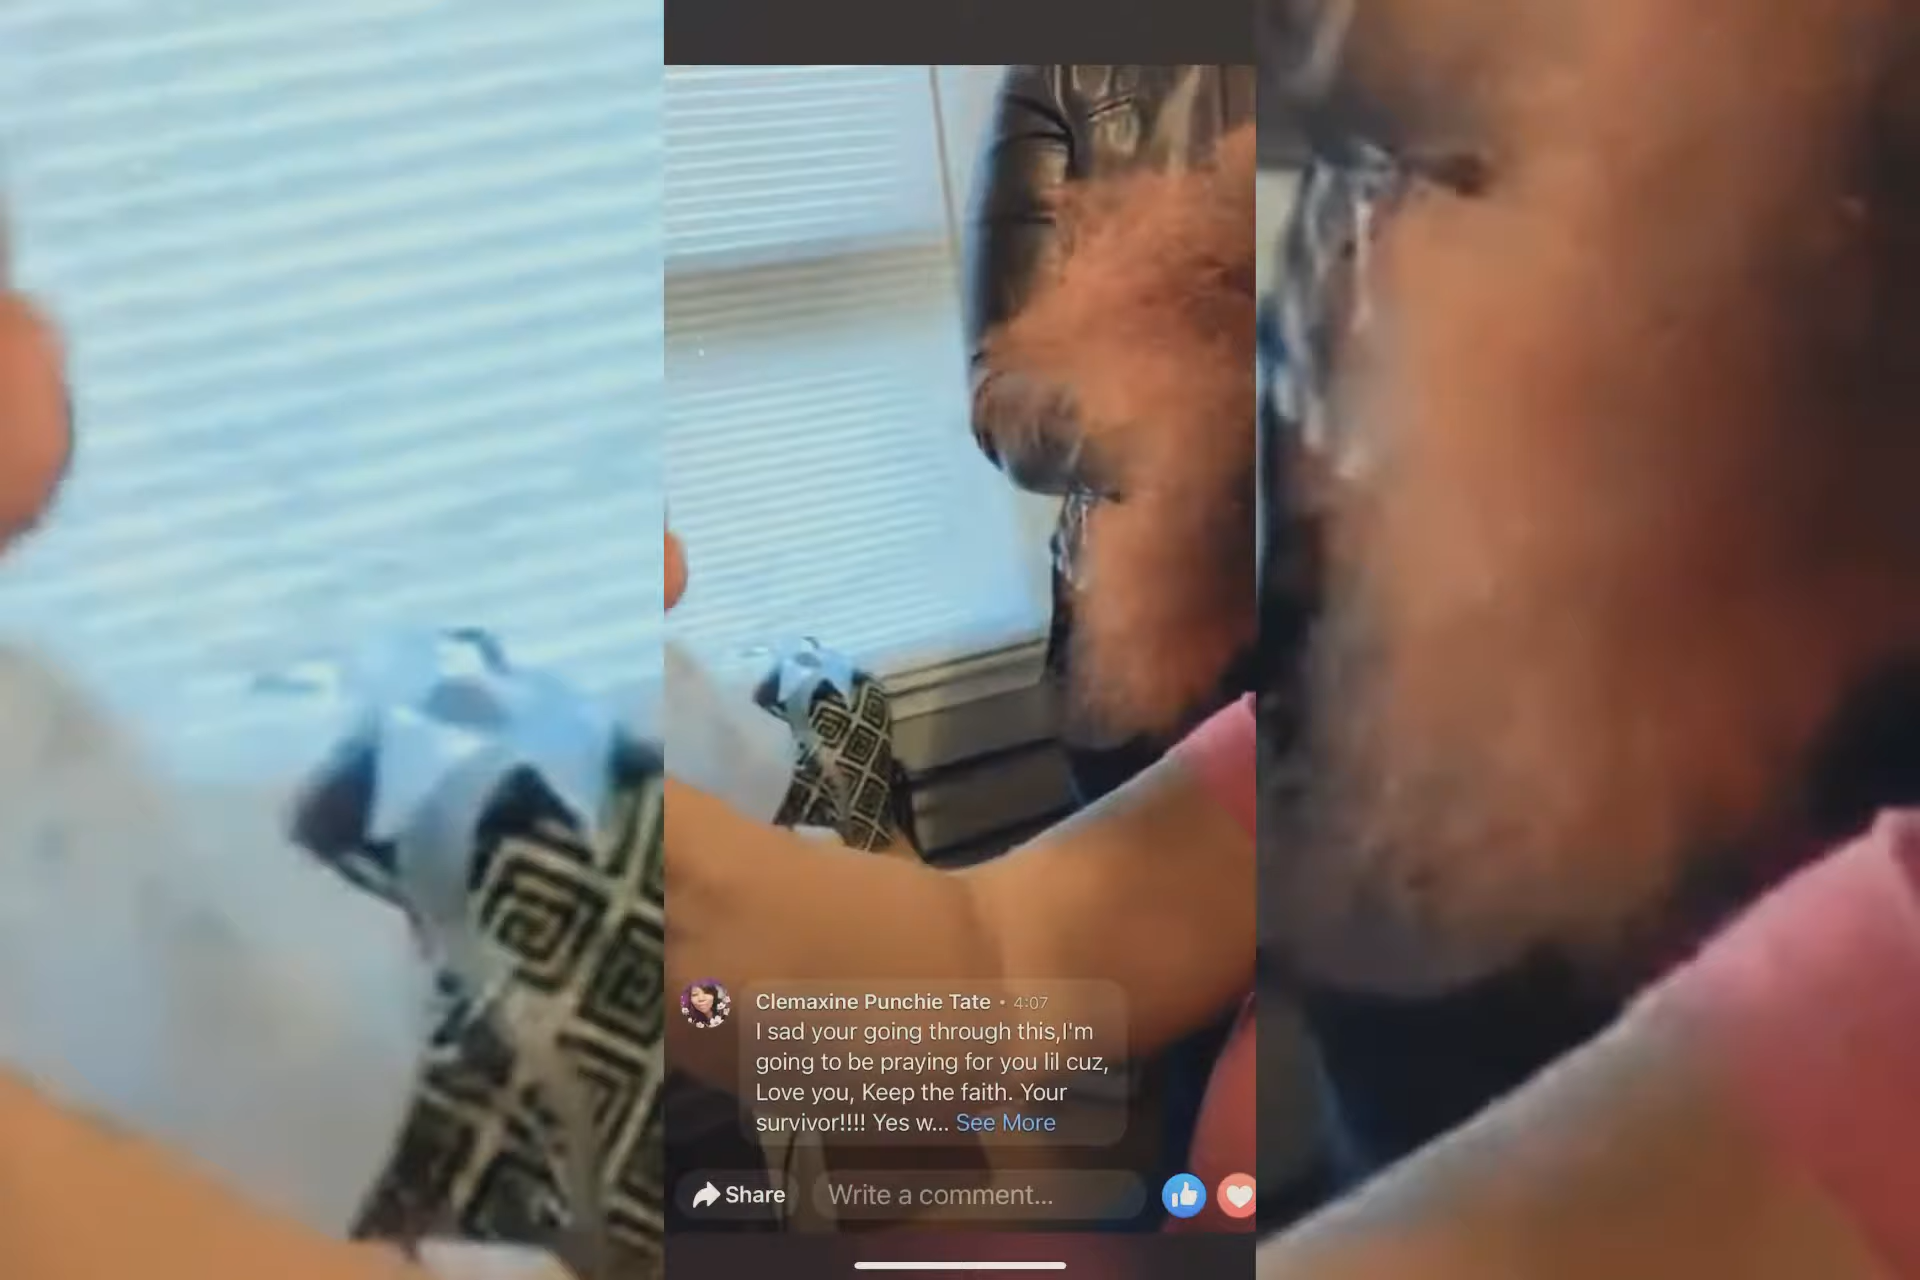 Clemaxine Punchie Tate • 4:07
I sad your going through this,I'm
going to be praying for you lil cuz,
Love you, Keep the faith. Your
survivor!!!! Yes w... See More
Share
Write a comment...